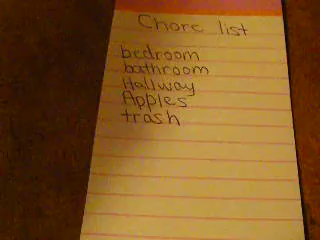 Chore list
bedroom
bathroom
Hallway
Apples
trash